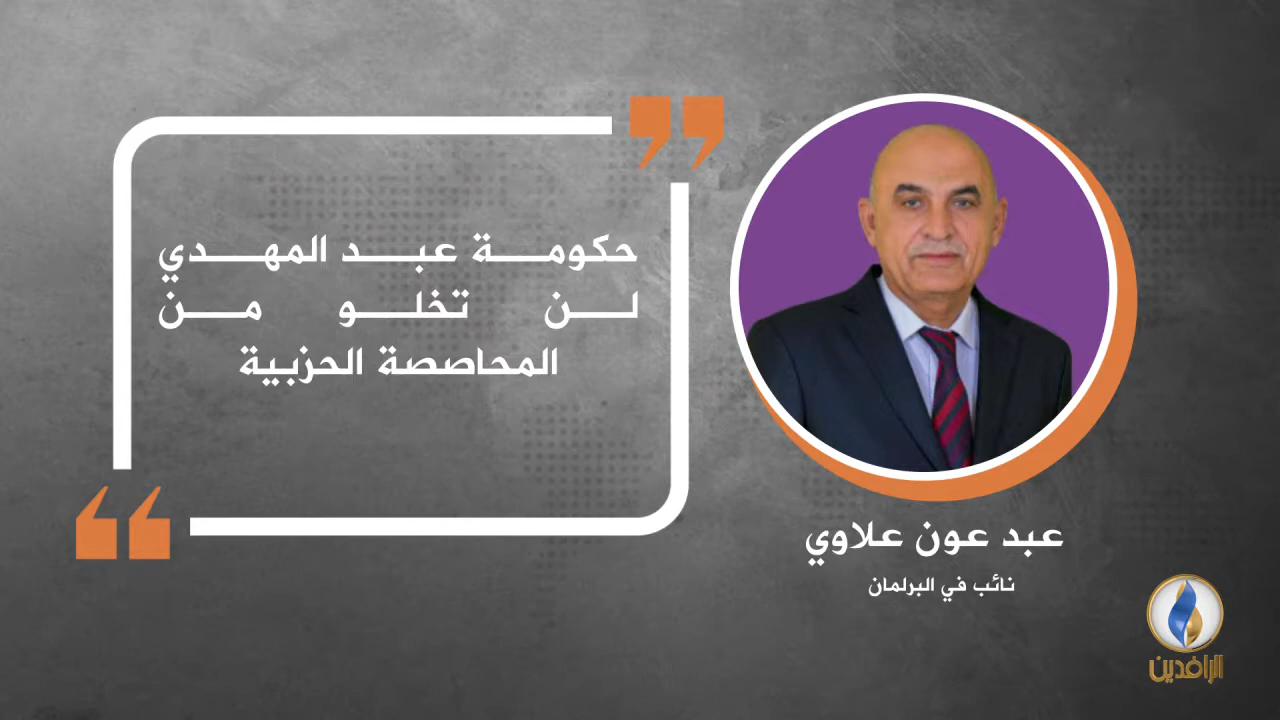 حكومة عبد المهدي
لن تخلو من
المحاصصة الحزبية
عبد عون علاوي
نائب في البرلمان
الرافدين